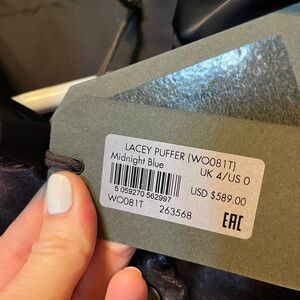 LACEY PUFFER (WO081T)
Midnight Blue
UK 4/US 0
5 059270 562997
USD $589.00
WO081T
263568
EAC